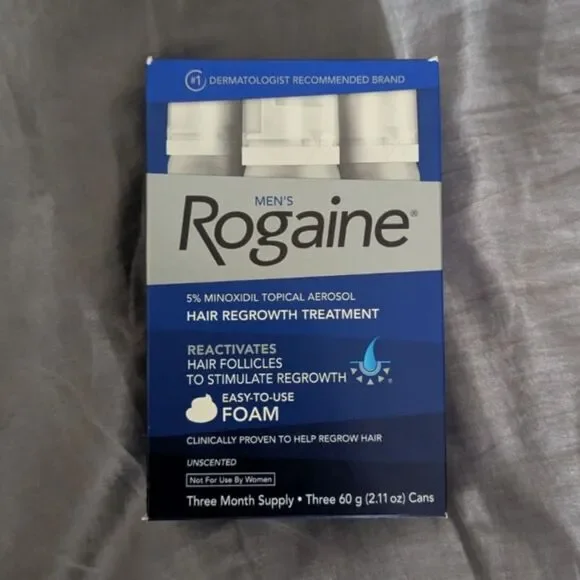 #1 DERMATOLOGIST RECOMMENDED BRAND
MEN'S
Rogaine®
5% MINOXIDIL TOPICAL AEROSOL
HAIR REGROWTH TREATMENT
REACTIVATES
HAIR FOLLICLES
TO STIMULATE REGROWTH
®
EASY-TO-USE
FOAM
CLINICALLY PROVEN TO HELP REGROW HAIR
UNSCENTED
Not For Use By Women
Three Month Supply • Three 60 g (2.11 oz) Cans